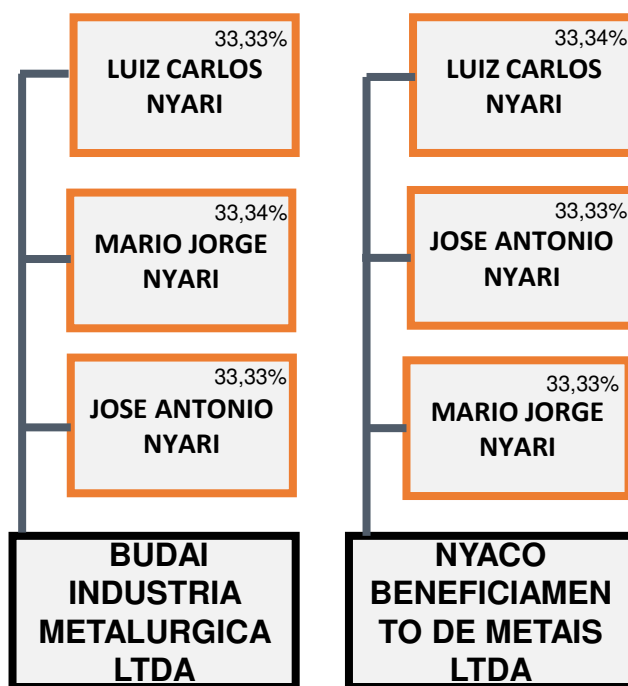 33,33%
LUIZ CARLOS
NYARI
33,34%
MARIO JORGE
NYARI
33,33%
JOSE ANTONIO
NYARI
BUDAI
INDUSTRIA
METALURGICA
LTDA
33,34%
LUIZ CARLOS
NYARI
33,33%
JOSE ANTONIO
NYARI
33,33%
MARIO JORGE
NYARI
NYACO
BENEFICIAMEN
TO DE METAIS
LTDA